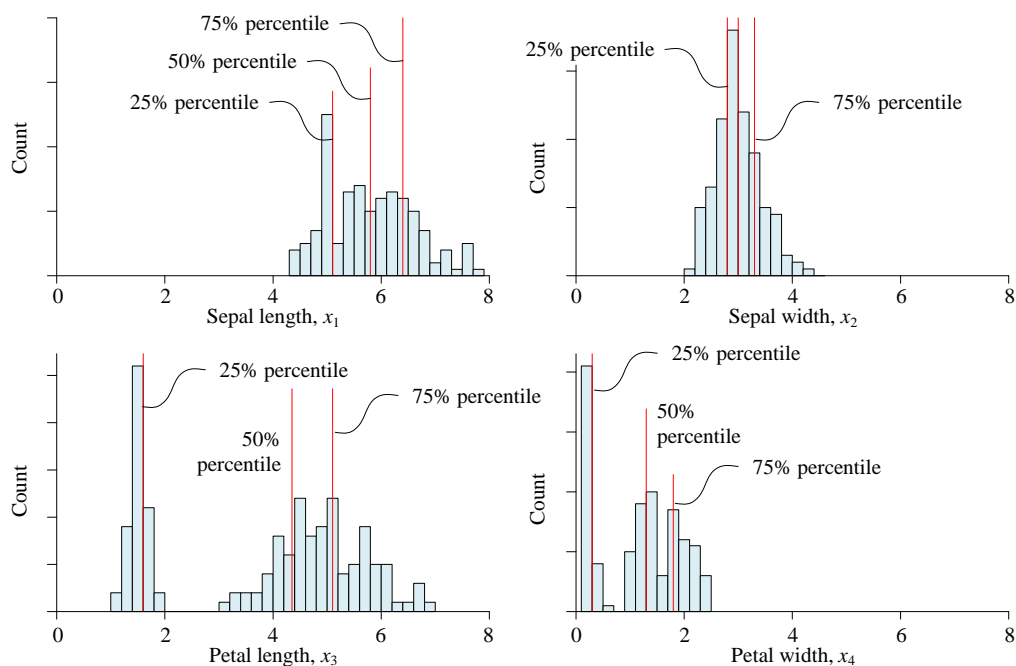 75% percentile
50% percentile
25% percentile
Count
0 2 4 6 8
Sepal length, x1
25% percentile
75% percentile
Count
0 2 4 6 8
Sepal width, x2
25% percentile
75% percentile
50%
percentile
Count
0 2 4 6 8
Petal length, x3
25% percentile
50%
percentile
75% percentile
Count
0 2 4 6 8
Petal width, x4